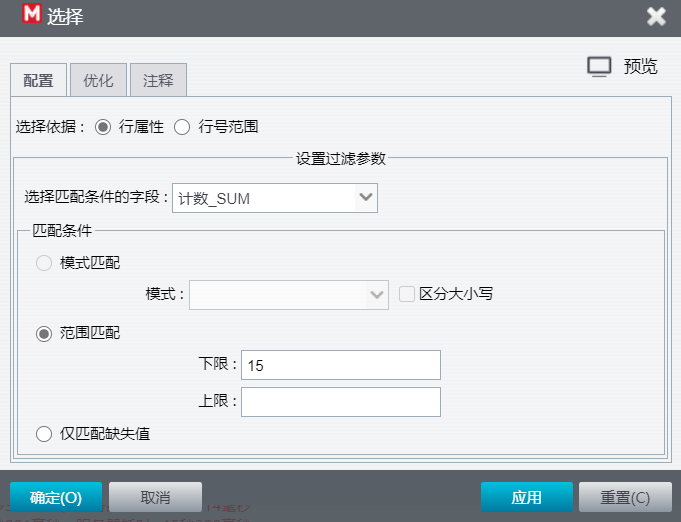 M 选择
预览
配置 优化 注释
选择依据 : 行属性 行号范围
设置过滤参数
选择匹配条件的字段 : 计数_SUM
匹配条件
模式匹配
模式 : 区分大小写
范围匹配
下限 : 15
上限 :
仅匹配缺失值
确定(O) 取消 应用 重置(C)